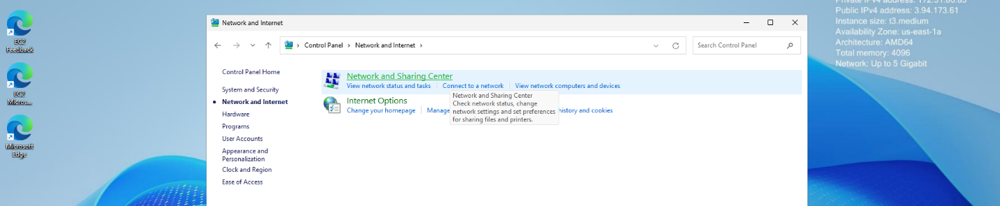 EC2
Feedback
EC2
Micros...
Microsoft
Edge
Network and Internet
Control Panel > Network and Internet >
Search Control Panel
Control Panel Home
System and Security
Network and Internet
Hardware
Programs
User Accounts
Appearance and
Personalization
Clock and Region
Ease of Access
Network and Sharing Center
View network status and tasks
Connect to a network
View network computers and devices
Internet Options
Change your homepage
Manage
history and cookies
Network and Sharing Center
Check network status, change
network settings and set preferences
for sharing files and printers.
Public IPv4 address: 3.94.173.61
Instance size: t3.medium
Availability Zone: us-east-1a
Architecture: AMD64
Total memory: 4096
Network: Up to 5 Gigabit